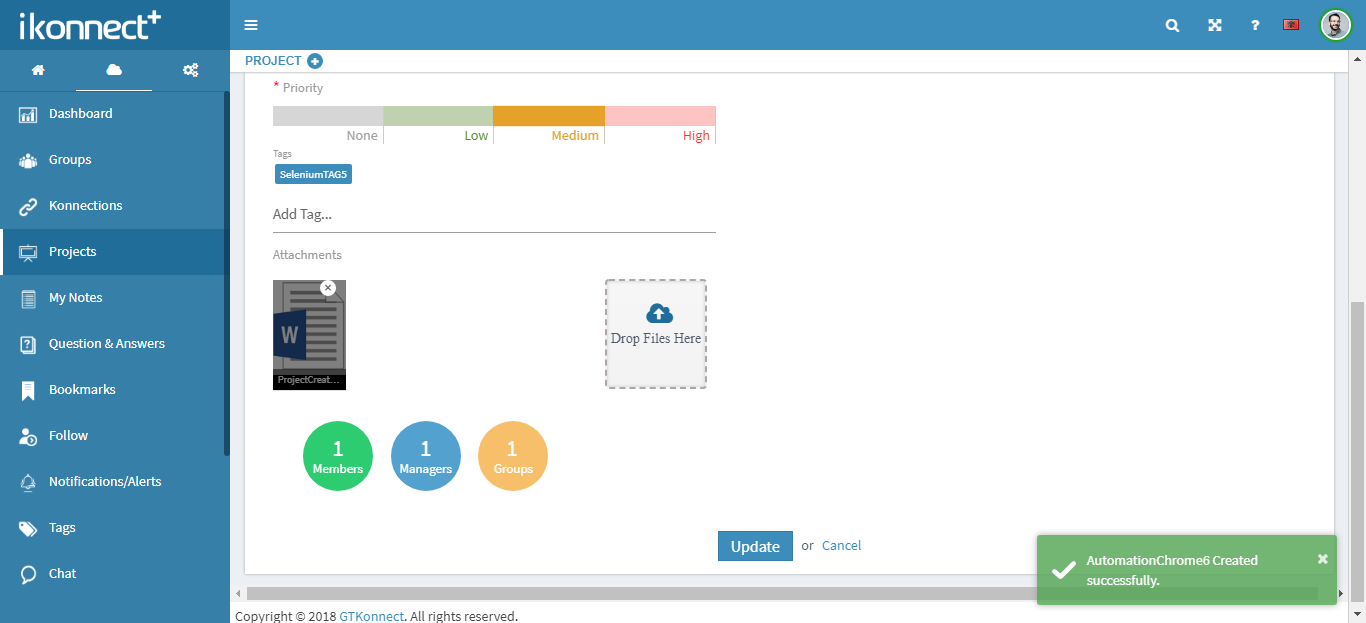 ikonnect+
PROJECT
Dashboard
Groups
Konnections
Projects
My Notes
Question & Answers
Bookmarks
Follow
Notifications/Alerts
Tags
Chat
* Priority
None Low Medium High
Tags
SeleniumTAG5
Add Tag...
Attachments
W
ProjectCreat...
Drop Files Here
1 1 1
Members Managers Groups
Update or Cancel
AutomationChrome6 Created
successfully.
Copyright © 2018 GTKonnect. All rights reserved.